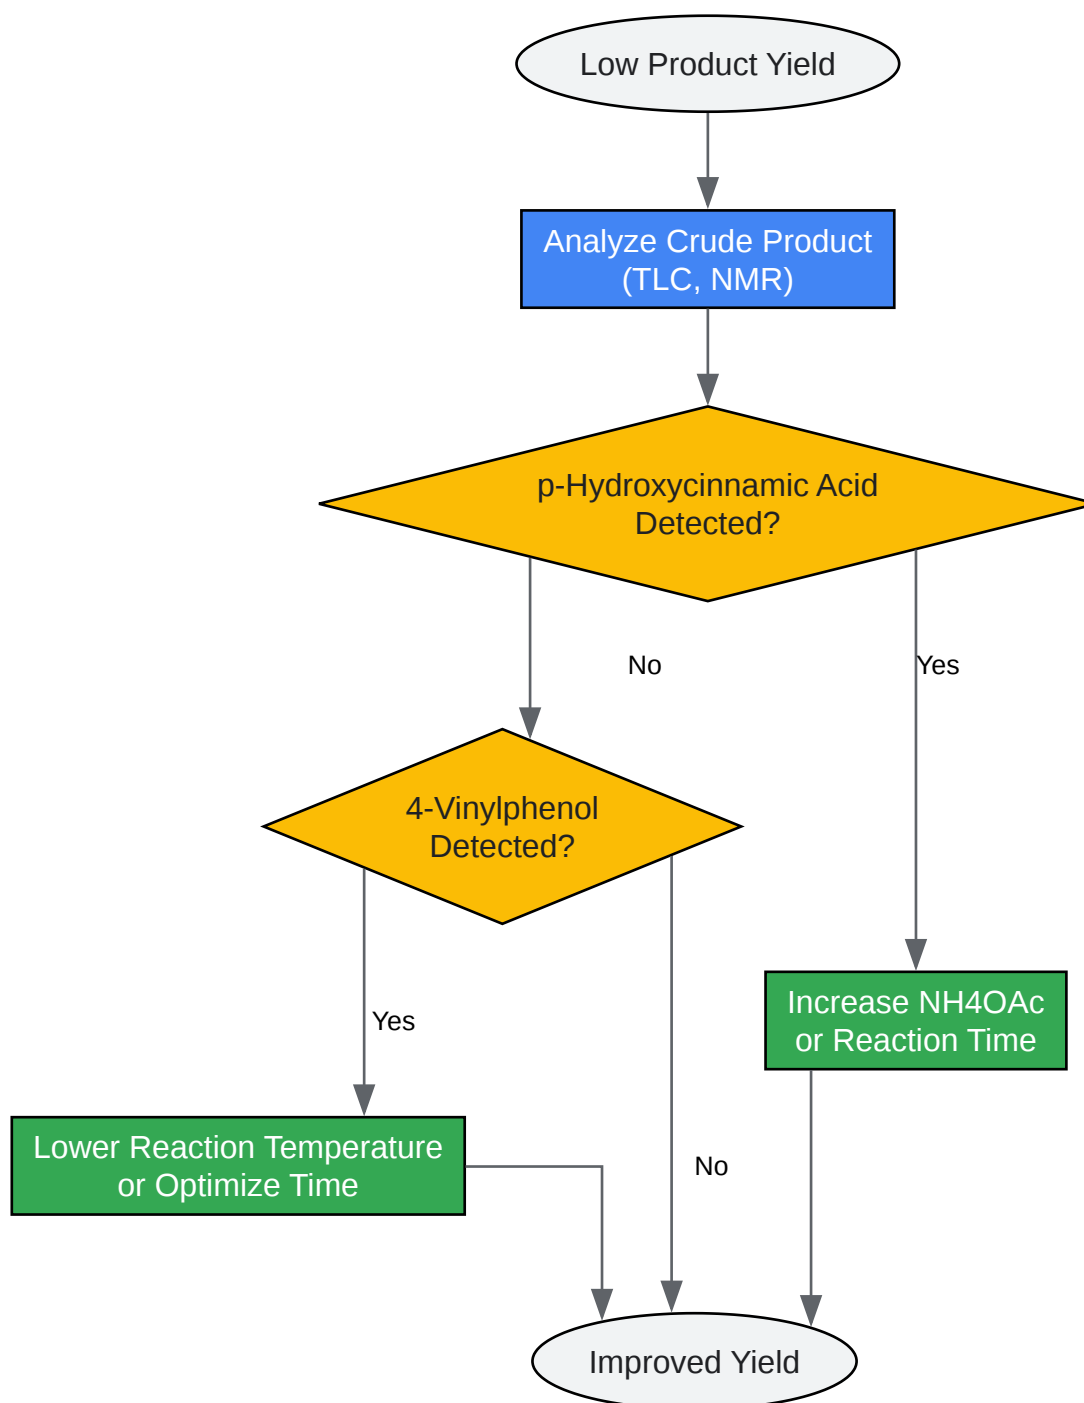 Low Product Yield
Analyze Crude Product
(TLC, NMR)
p-Hydroxycinnamic Acid
Detected?
No
Yes
4-Vinylphenol
Detected?
Increase NH4OAc
or Reaction Time
Yes
Lower Reaction Temperature
or Optimize Time
No
Improved Yield